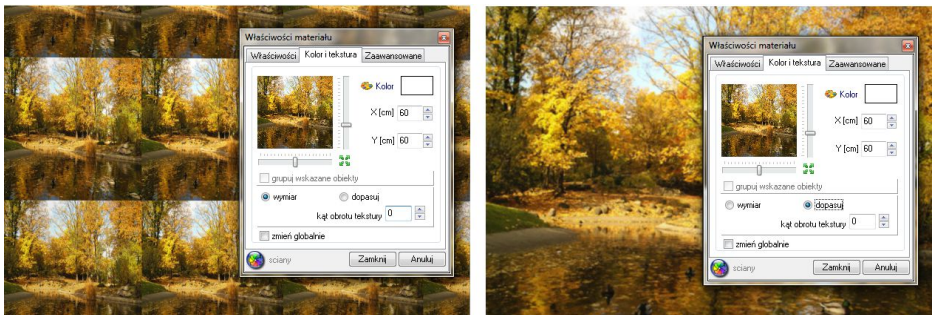 Właściwości materiału
Właściwości Kolor i tekstura Zaawansowane
Kolor
X [cm] 60
Y [cm] 60
grupuj wskazane obiekty
wymiar dopasuj
kąt obrotu tekstury 0
zmień globalnie
sciany Zamknij Anuluj
Właściwości materiału
Właściwości Kolor i tekstura Zaawansowane
Kolor
X [cm] 60
Y [cm] 60
grupuj wskazane obiekty
wymiar dopasuj
kąt obrotu tekstury 0
zmień globalnie
sciany Zamknij Anuluj